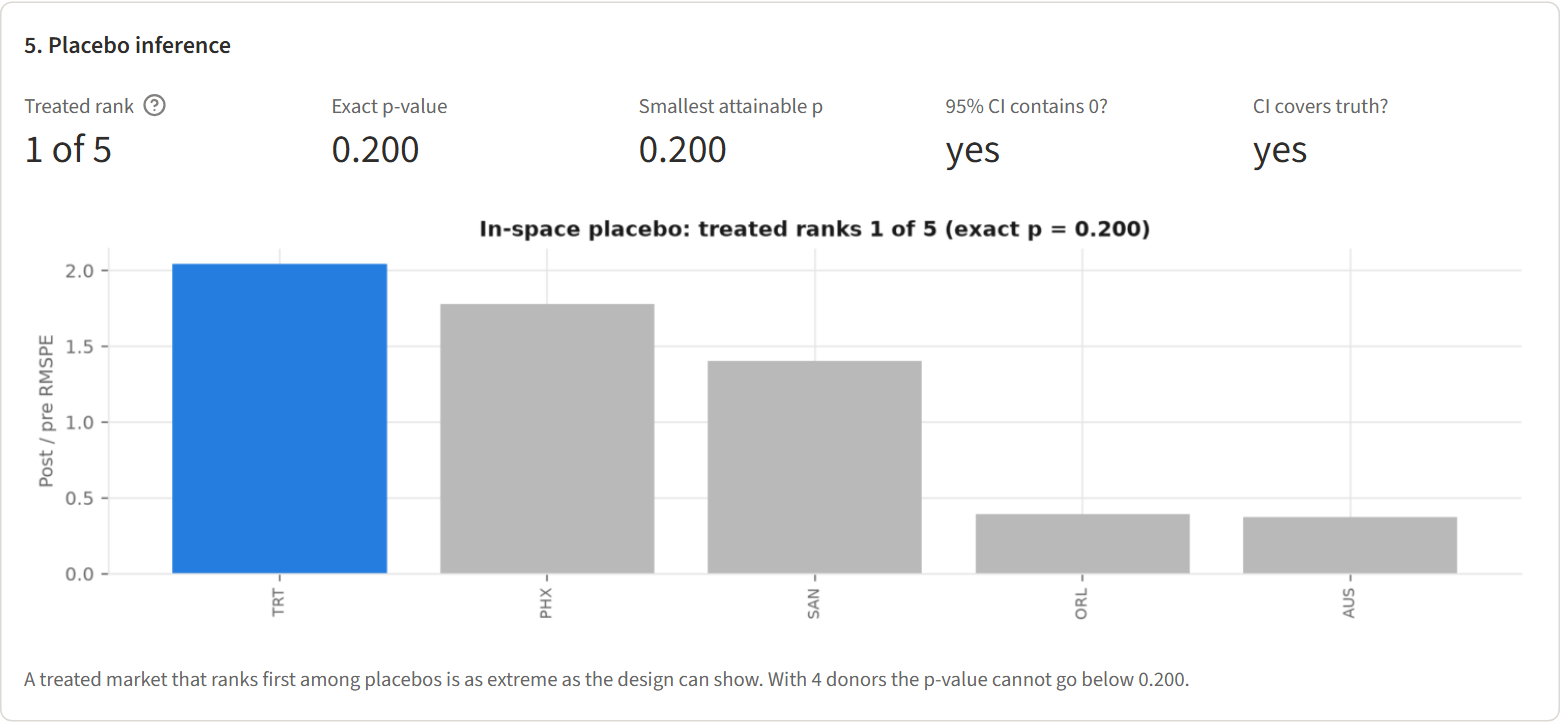 5. Placebo inference
Treated rank ?
Exact p-value
Smallest attainable p
95% CI contains 0?
CI covers truth?
1 of 5
0.200
0.200
yes
yes
In-space placebo: treated ranks 1 of 5 (exact p = 0.200)
Post / pre RMSPE
2.0
1.5
1.0
0.5
0.0
TRT
PHX
SAN
ORL
AUS
A treated market that ranks first among placebos is as extreme as the design can show. With 4 donors the p-value cannot go below 0.200.